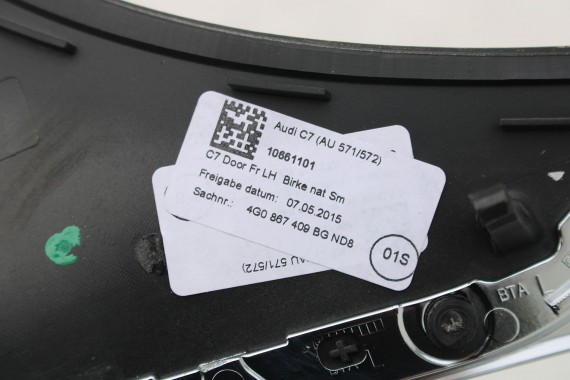 Audi C7 (AU 571/572)
10661101
C7 Door Fr LH Birke nat Sm
Freigabe datum: 07.05.2015
Sachnr.: 4G0 867 409 BG ND8
01S
AU 571/572)
BTA L